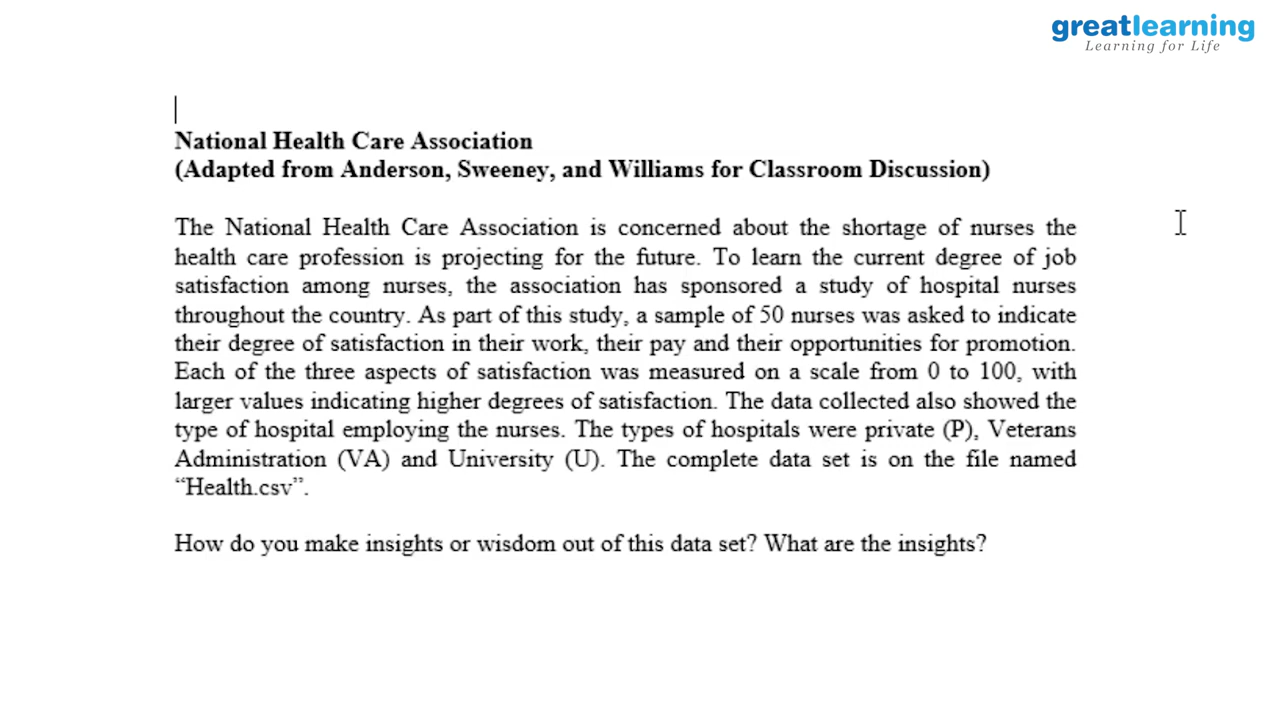 greatlearning
Learning for Life
National Health Care Association
(Adapted from Anderson, Sweeney, and Williams for Classroom Discussion)
The National Health Care Association is concerned about the shortage of nurses the
health care profession is projecting for the future. To learn the current degree of job
satisfaction among nurses, the association has sponsored a study of hospital nurses
throughout the country. As part of this study, a sample of 50 nurses was asked to indicate
their degree of satisfaction in their work, their pay and their opportunities for promotion.
Each of the three aspects of satisfaction was measured on a scale from 0 to 100, with
larger values indicating higher degrees of satisfaction. The data collected also showed the
type of hospital employing the nurses. The types of hospitals were private (P), Veterans
Administration (VA) and University (U). The complete data set is on the file named
“Health.csv”.
How do you make insights or wisdom out of this data set? What are the insights?